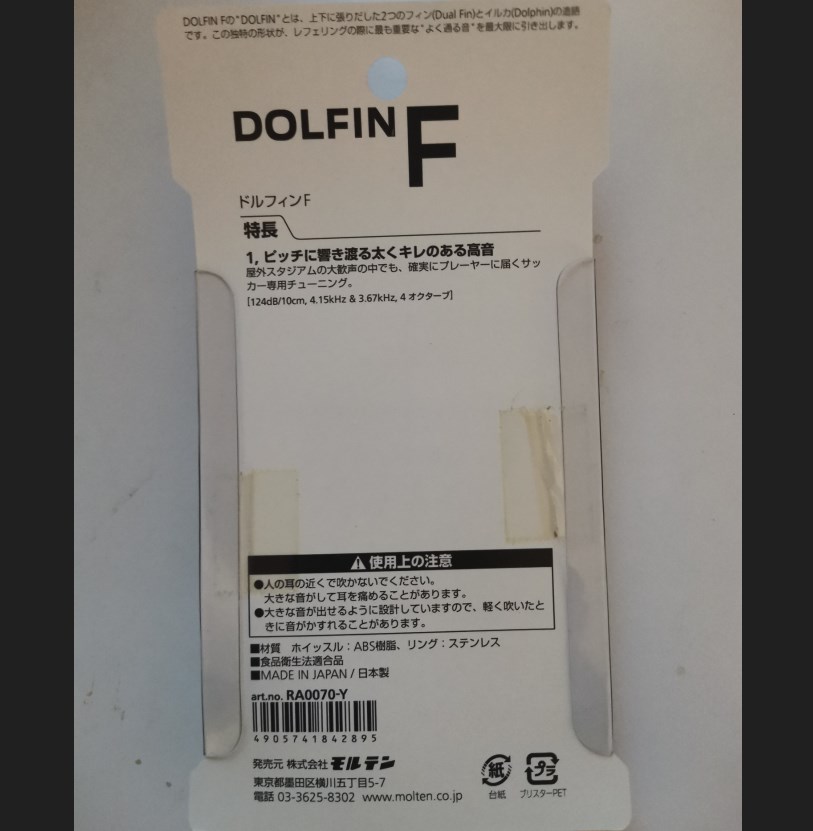 DOLFIN Fの"DOLFIN"とは、上下に張りだした2つのフィン(Dual Fin)とイルカ(Dolphin)の造語
です。この独特の形状が、レフェリングの際に最も重要な"よく通る音"を最大限に引き出します。
DOLFIN F
ドルフィンF
特長
1, ピッチに響き渡る太くキレのある高音
屋外スタジアムの大歓声の中でも、確実にプレーヤーに届くサッ
カー専用チューニング。
[124dB/10cm, 4.15kHz & 3.67kHz, 4 オクターブ]
⚠使用上の注意
●人の耳の近くで吹かないでください。
大きな音がして耳を痛めることがあります。
●大きな音が出せるように設計していますので、軽く吹いたと
きに音がかすれることがあります。
■材質 ホイッスル：ABS樹脂、リング：ステンレス
■食品衛生法適合品
■MADE IN JAPAN / 日本製
art.no. RA0070-Y
4905741842895
発売元 株式会社 モルテン
東京都墨田区横川五丁目5-7
電話 03-3625-8302 www.molten.co.jp
紙 プラ
台紙 ブリスターPET